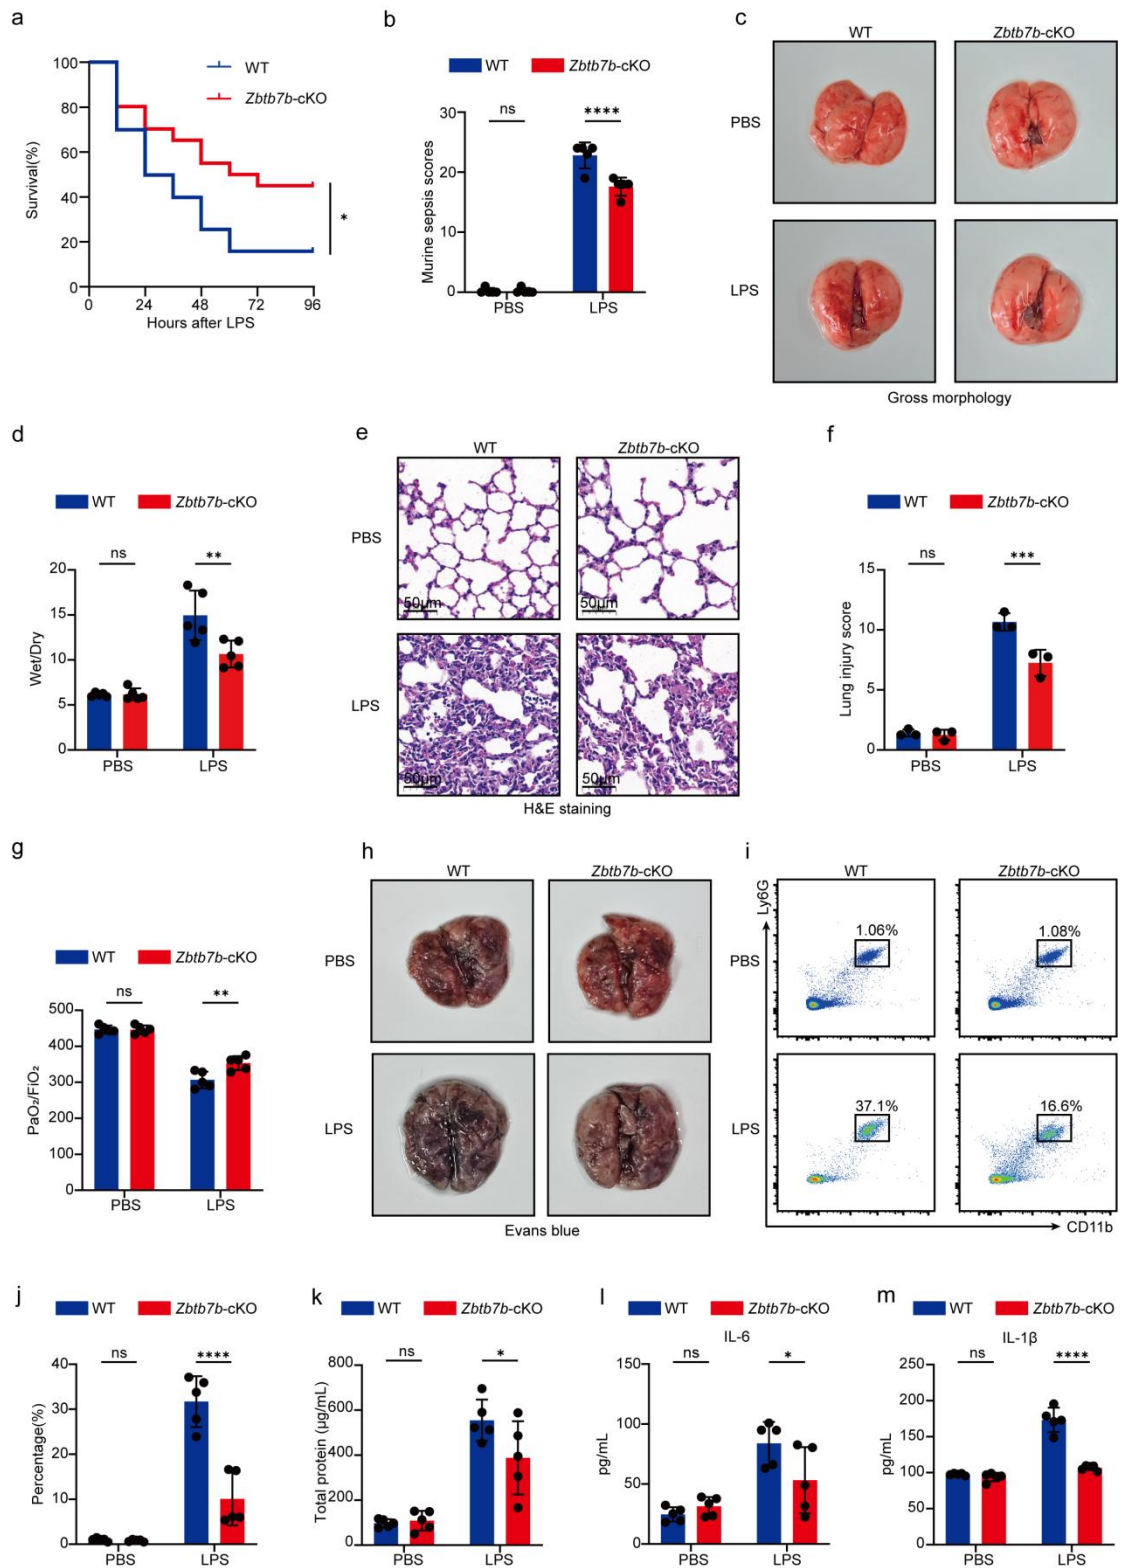 a
WT
Zbtb7b-cKO
Survival(%)
100
80
60
40
20
0
0 24 48 72 96
Hours after LPS
*
b
WT Zbtb7b-cKO
ns ****
Murine sepsis scores
30
20
10
0
PBS LPS
c
WT Zbtb7b-cKO
PBS
LPS
Gross morphology
d
WT Zbtb7b-cKO
ns **
Wet/Dry
20
15
10
5
0
PBS LPS
e
WT Zbtb7b-cKO
PBS
50μm 50μm
LPS
50μm 50μm
H&E staining
f
WT Zbtb7b-cKO
ns ***
Lung injury score
15
10
5
0
PBS LPS
g
WT Zbtb7b-cKO
ns **
PaO₂/FiO₂
500
400
300
200
100
0
PBS LPS
h
WT Zbtb7b-cKO
PBS
LPS
Evans blue
i
WT Zbtb7b-cKO
Ly6G
PBS
1.06% 1.08%
LPS
37.1% 16.6%
CD11b
j
WT Zbtb7b-cKO
ns ****
Percentage(%)
40
30
20
10
0
PBS LPS
k
WT Zbtb7b-cKO
ns *
Total protein (μg/mL)
800
600
400
200
0
PBS LPS
l
WT Zbtb7b-cKO
IL-6
ns *
pg/mL
150
100
50
0
PBS LPS
m
WT Zbtb7b-cKO
IL-1β
ns ****
pg/mL
250
200
150
100
50
0
PBS LPS